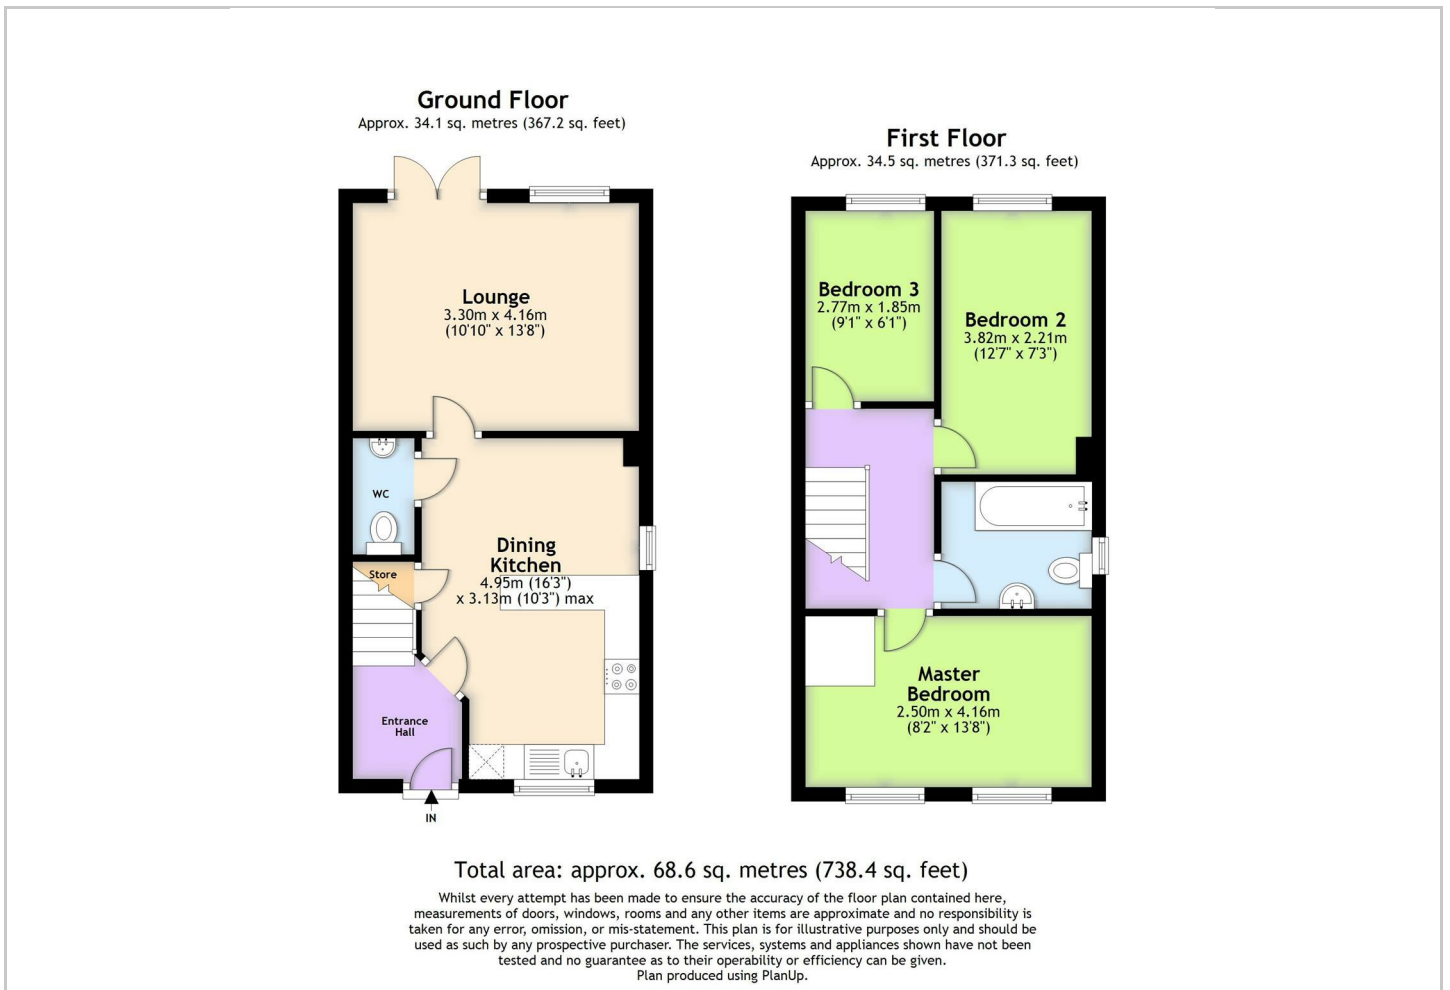 Ground Floor
Approx. 34.1 sq. metres (367.2 sq. feet)
Lounge
3.30m x 4.16m
(10'10" x 13'8")
WC
Store
Dining
Kitchen
4.95m (16'3")
x 3.13m (10'3") max
Entrance
Hall
IN
First Floor
Approx. 34.5 sq. metres (371.3 sq. feet)
Bedroom 3
2.77m x 1.85m
(9'1" x 6'1")
Bedroom 2
3.82m x 2.21m
(12'7" x 7'3")
Master
Bedroom
2.50m x 4.16m
(8'2" x 13'8")
Total area: approx. 68.6 sq. metres (738.4 sq. feet)
Whilst every attempt has been made to ensure the accuracy of the floor plan contained here,
measurements of doors, windows, rooms and any other items are approximate and no responsibility is
taken for any error, omission, or mis-statement. This plan is for illustrative purposes only and should be
used as such by any prospective purchaser. The services, systems and appliances shown have not been
tested and no guarantee as to their operability or efficiency can be given.
Plan produced using PlanUp.